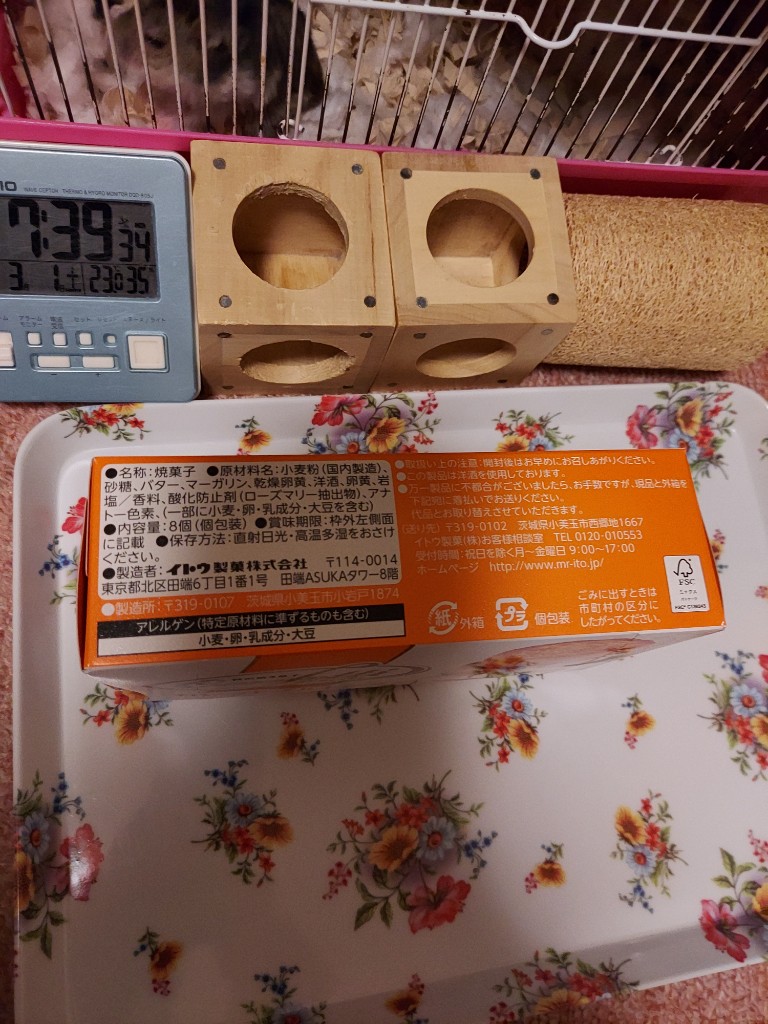 WAVE CEPTOR THERMO & HYGRO MONITOR
7:39 34
3. 1.土 23 35
●名称:焼菓子 ●原材料名:小麦粉(国内製造)、
砂糖、バター、マーガリン、乾燥卵黄、洋酒、卵黄、岩
塩/香料、酸化防止剤(ローズマリー抽出物)、アナ
トー色素、(一部に小麦・卵・乳成分・大豆を含む)
●内容量:8個(個包装) ●賞味期限:枠外左側面
に記載 ●保存方法:直射日光・高温多湿をおさけ
ください。
●製造者:イトウ製菓株式会社 〒114-0014
東京都北区田端6丁目1番1号 田端ASUKAタワー8階
●製造所:〒319-0107 茨城県小美玉市小岩戸1874
アレルゲン(特定原材料に準ずるものも含む)
小麦・卵・乳成分・大豆
●取扱い上の注意:開封後はお早めにお召しあがりください。
●この製品は洋酒を使用しております。
●万一製品に不都合がございましたら、お手数ですが、現品と外箱を
下記宛に着払いでお送りください。
代品とお取り替えさせていただきます。
(送り先)〒319-0102 茨城県小美玉市西郷地1667
イトウ製菓(株)お客様相談室 TEL 0120-010553
受付時間:祝日を除く月~金曜日 9:00~17:00
ホームページ http://www.mr-ito.jp/
紙 外箱 プラ 個包装
ごみに出すときは
市町村の区分に
したがってください。
FSC
ミックス